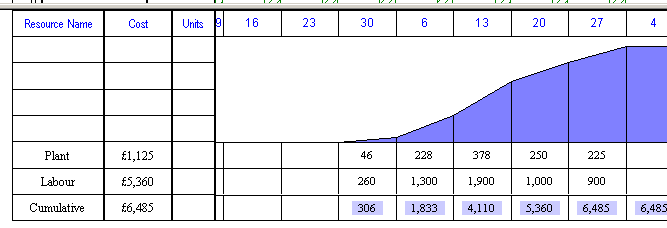 Resource Name Cost Units 9 16 23 30 6 13 20 27 4
Plant £1,125 46 228 378 250 225
Labour £5,360 260 1,300 1,900 1,000 900
Cumulative £6,485 306 1,833 4,110 5,360 6,485 6,485